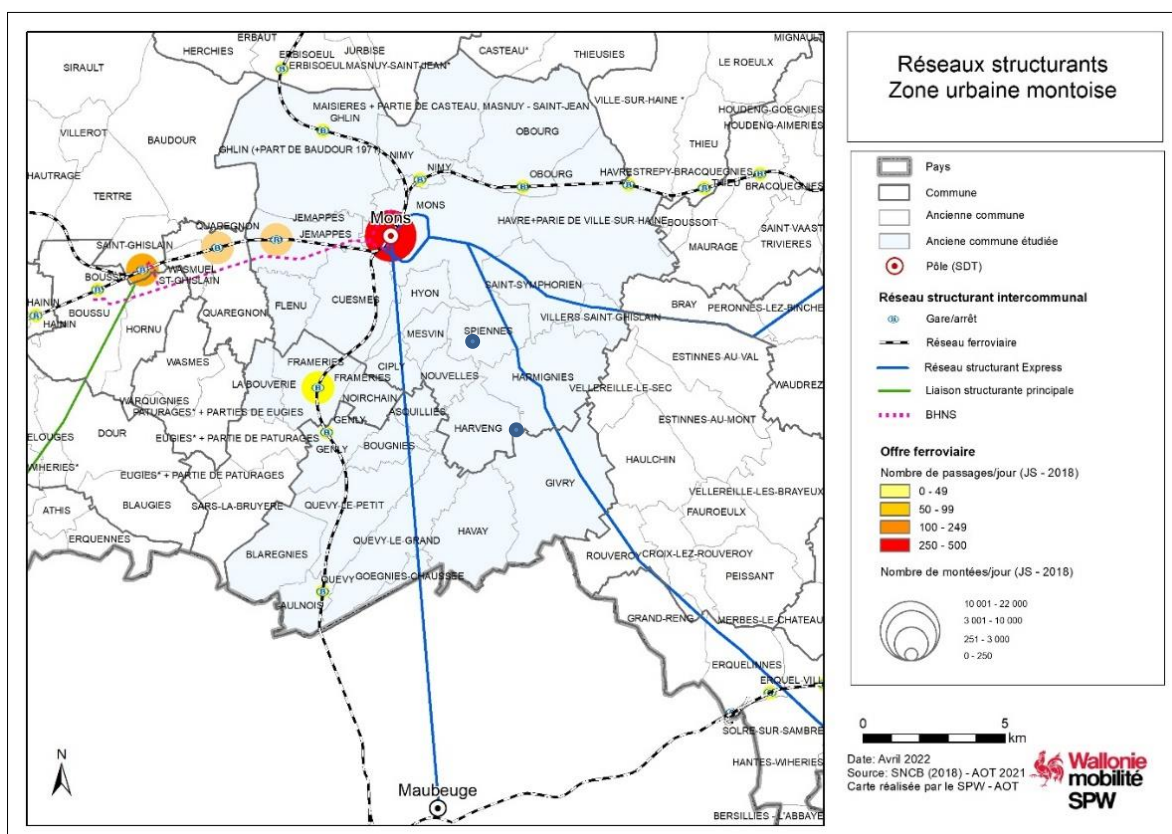 ERBAUT
HERCHIES
JURBISE
CASTEAU*
THIEUSIES
MIGNAULT
ERBISOEUL
ERBISOEULMASNUY-SAINT-JEAN*
SIRAULT
LE ROEULX
MAISIERES + PARTIE DE CASTEAU, MASNUY - SAINT-JEAN
VILLE-SUR-HAINE *
HOUDENG-GOEGNIES
HOUDENG-AIMERIES
GHLIN
OBOURG
VILLEROT
BAUDOUR
THIEU
GHLIN (+PART DE BAUDOUR 197
NIMY
HAUTRAGE
NIMY
OBOURG
HAVRESTREPY-BRACQUEGNIES
THIEU
BRACQUEGNIES
TERTRE
MONS
JEMAPPES
QUAREGNON
Mons
HAVRE+PARIE DE VILLE-SUR-HAINE
BOUSSOIT
SAINT-VAAST
JEMAPPES
TRIVIERES
SAINT-GHISLAIN
MAURAGE
WASMUEL
BOUSSU
ST-GHISLAIN
HAININ
HYON
SAINT-SYMPHORIEN
CUESMES
FLENU
BOUSSU
HAININ
QUAREGNON
VILLERS SAINT-GHISLAIN
BRAY
PERONNES-LEZ-BINCHE
HORNU
MESVIN
SPIENNES
WASMES
FRAMERIES
ESTINNES-AU-VAL
CIPLY
NOUVELLES
HARMIGNIES
LA BOUVERIE
FRAMERIES
VELLEREILLE-LE-SEC
WAUDREZ
NOIRCHAIN
WARQUIGNIES
PATURAGES* + PARTIES DE EUGIES
ASQUILLIES
ESTINNES-AU-MONT
GENLY
DOUR
HARVENG
ELOUGES
EUGIES* + PARTIE DE PATURAGES
GENLY
BOUGNIES
HAULCHIN
WIHERIES*
EUGIES* + PARTIE DE PATURAGES
GIVRY
VELLEREILLE-LES-BRAYEUX
BLAUGIES
SARS-LA-BRUYERE
QUEVY-LE-PETIT
FAUROEULX
ATHIS
HAVAY
ERQUENNES
QUEVY-LE-GRAND
BLAREGNIES
ROUVEROY
CROIX-LEZ-ROUVEROY
GOEGNIES-CHAUSSEE
PEISSANT
QUEVY
AULNOIS
GRAND-RENG
MERBES-LE-CHATEAU
ERQUELINNES
ERQUEL-VILL
SOLRE-SUR-SAMBRE
HANTES-WIHERIES
Maubeuge
BERSILLIES - L'ABBAYE
N
Réseaux structurants
Zone urbaine montoise
Pays
Commune
Ancienne commune
Anciene commune étudiée
Pôle (SDT)
Réseau structurant intercommunal
Gare/arrêt
Réseau ferroviaire
Réseau structurant Express
Liaison structurante principale
BHNS
Offre ferroviaire
Nombre de passages/jour (JS - 2018)
0 - 49
50 - 99
100 - 249
250 - 500
Nombre de montées/jour (JS - 2018)
10 001 - 22 000
3 001 - 10 000
251 - 3 000
0 - 250
0 5
km
Date: Avril 2022
Source: SNCB (2018) - AOT 2021
Carte réalisée par le SPW - AOT
Wallonie
mobilité
SPW